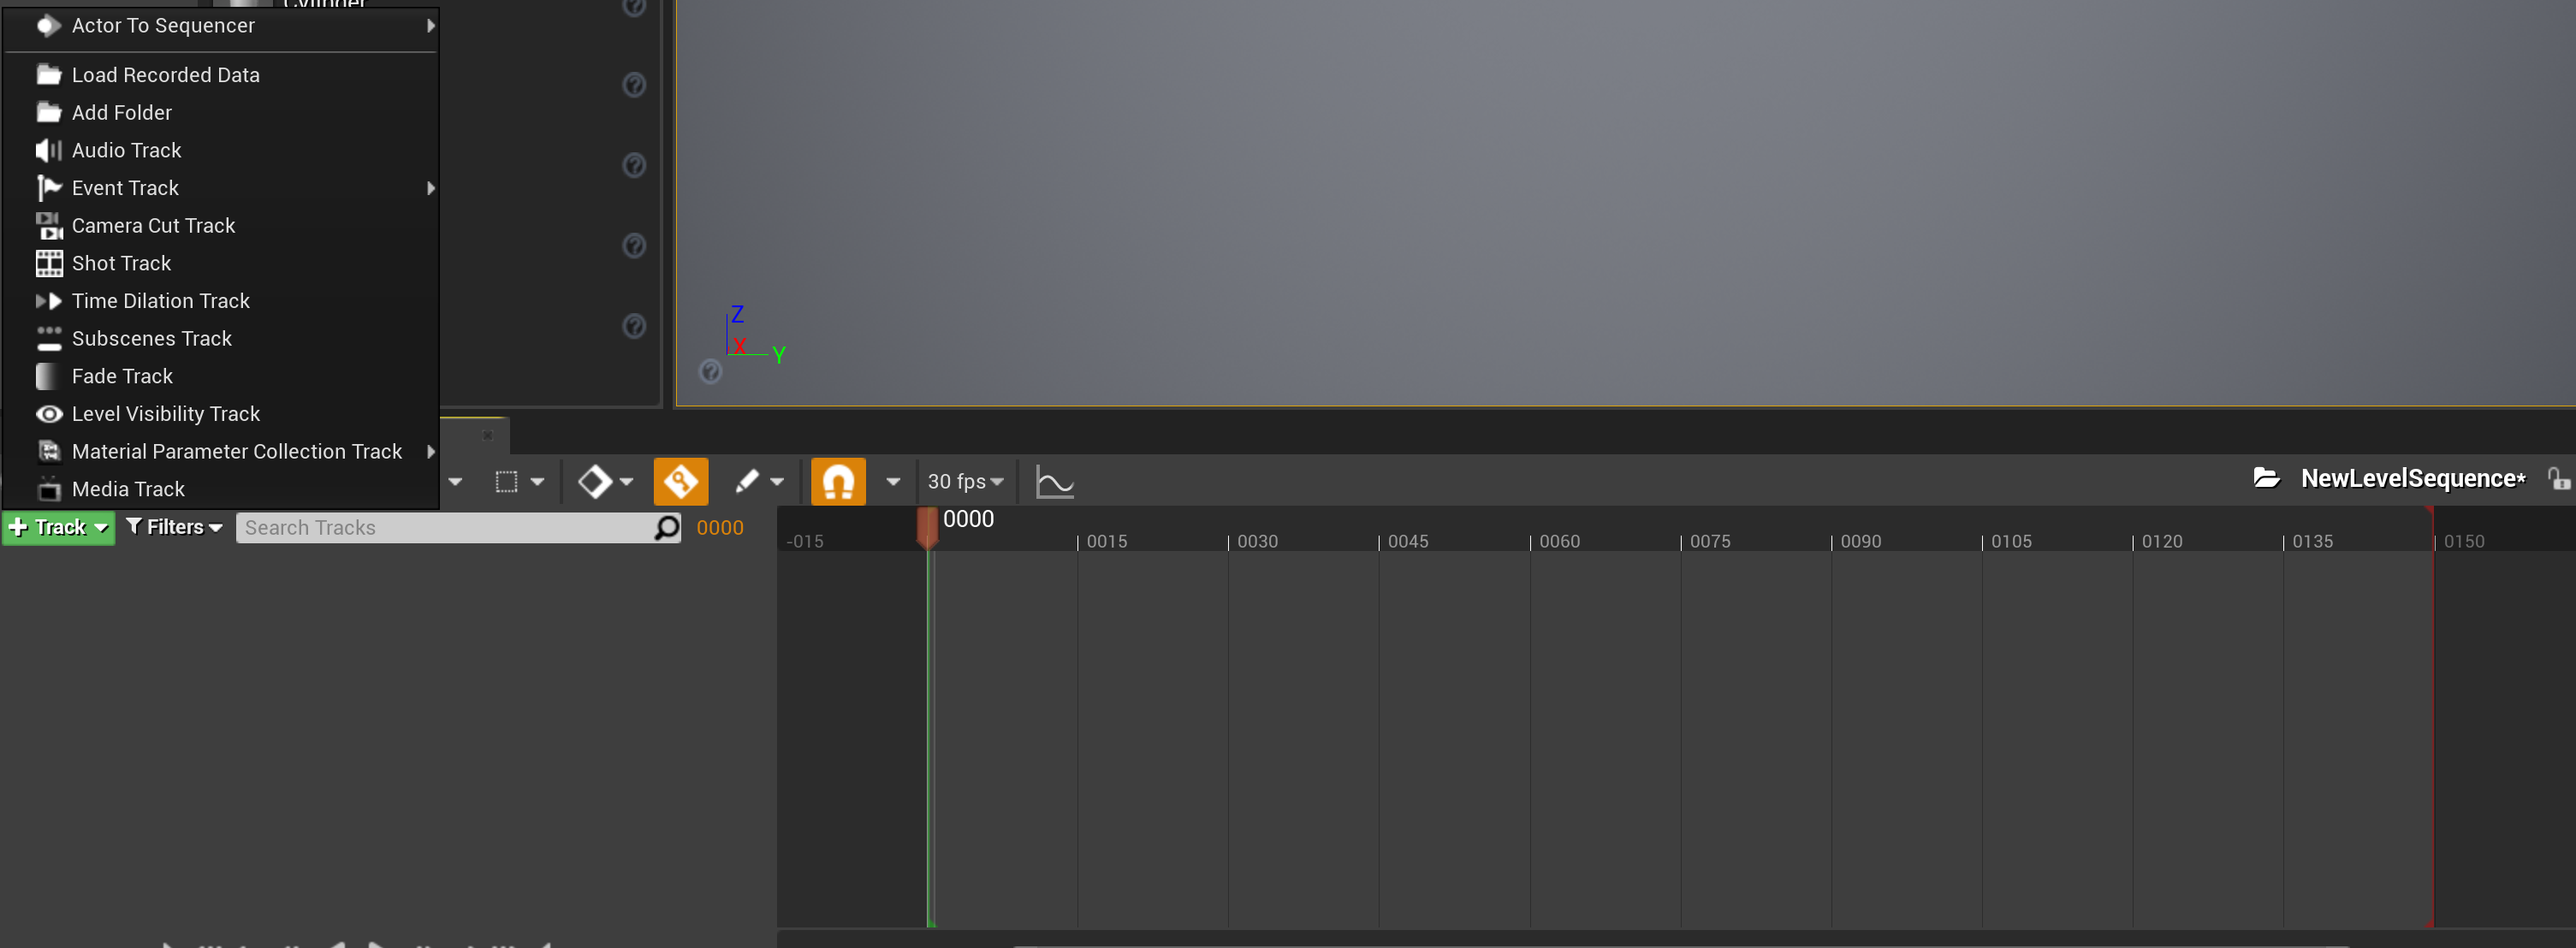 Cylinder
Actor To Sequencer
Load Recorded Data
Add Folder
Audio Track
Event Track
Camera Cut Track
Shot Track
Time Dilation Track
Subscenes Track
Fade Track
Level Visibility Track
Material Parameter Collection Track
Media Track
Z
X
Y
30 fps
NewLevelSequence*
Track
Filters
Search Tracks
0000
0000
-015
0015
0030
0045
0060
0075
0090
0105
0120
0135
0150